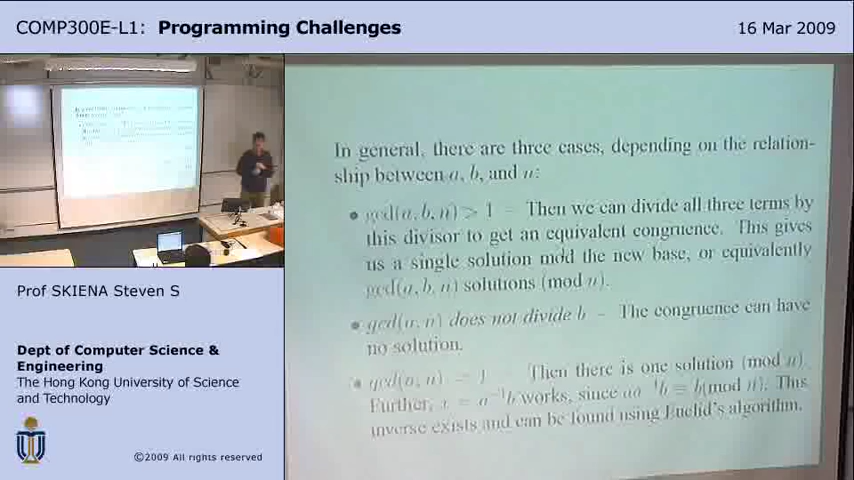 COMP300E-L1: Programming Challenges
16 Mar 2009
In general, there are three cases, depending on the relation-
ship between a, b, and n:
• gcd(a, b, n) > 1 – Then we can divide all three terms by
this divisor to get an equivalent congruence. This gives
us a single solution mod the new base, or equivalently
gcd(a, b, n) solutions (mod n).
• gcd(a, n) does not divide b – The congruence can have
no solution.
• gcd(a, n) = 1 – Then there is one solution (mod n).
Further, x = a⁻¹b works, since aa⁻¹b ≡ b(mod n). This
inverse exists and can be found using Euclid's algorithm.
Prof SKIENA Steven S
Dept of Computer Science &
Engineering
The Hong Kong University of Science
and Technology
©2009 All rights reserved